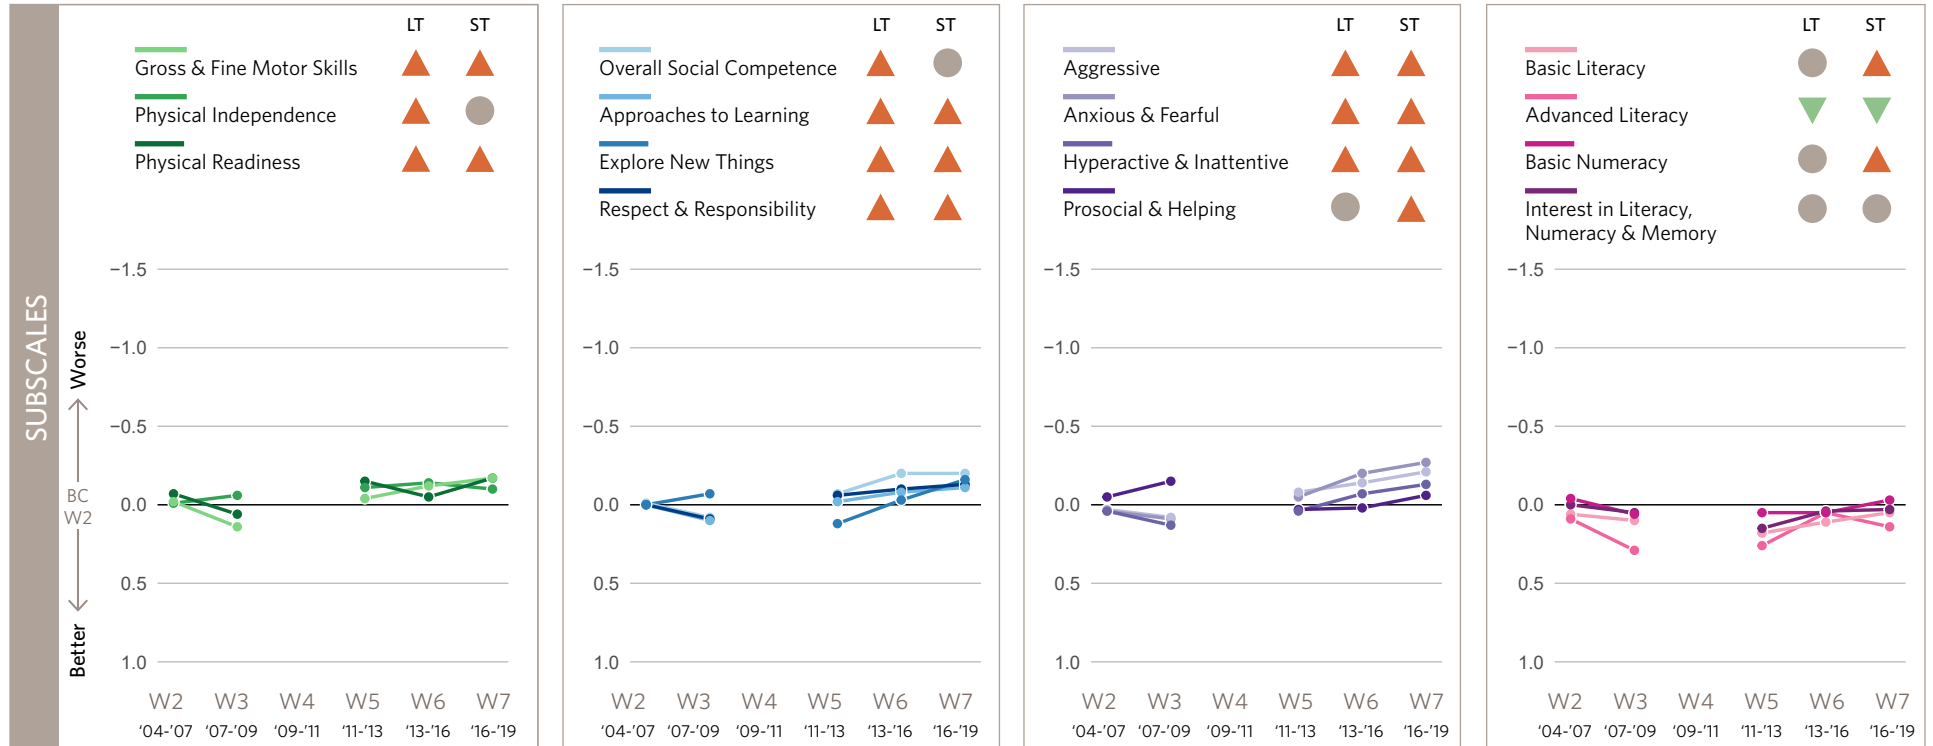 SUBSCALES
Worse
BC
W2
Better
LT ST
Gross & Fine Motor Skills
Physical Independence
Physical Readiness
−1.5
−1.0
−0.5
0.0
0.5
1.0
W2 W3 W4 W5 W6 W7
‘04-’07 ‘07-’09 ‘09-’11 ‘11-’13 ‘13-’16 ‘16-’19
LT ST
Overall Social Competence
Approaches to Learning
Explore New Things
Respect & Responsibility
−1.5
−1.0
−0.5
0.0
0.5
1.0
W2 W3 W4 W5 W6 W7
‘04-’07 ‘07-’09 ‘09-’11 ‘11-’13 ‘13-’16 ‘16-’19
LT ST
Aggressive
Anxious & Fearful
Hyperactive & Inattentive
Prosocial & Helping
−1.5
−1.0
−0.5
0.0
0.5
1.0
W2 W3 W4 W5 W6 W7
‘04-’07 ‘07-’09 ‘09-’11 ‘11-’13 ‘13-’16 ‘16-’19
LT ST
Basic Literacy
Advanced Literacy
Basic Numeracy
Interest in Literacy,
Numeracy & Memory
−1.5
−1.0
−0.5
0.0
0.5
1.0
W2 W3 W4 W5 W6 W7
‘04-’07 ‘07-’09 ‘09-’11 ‘11-’13 ‘13-’16 ‘16-’19